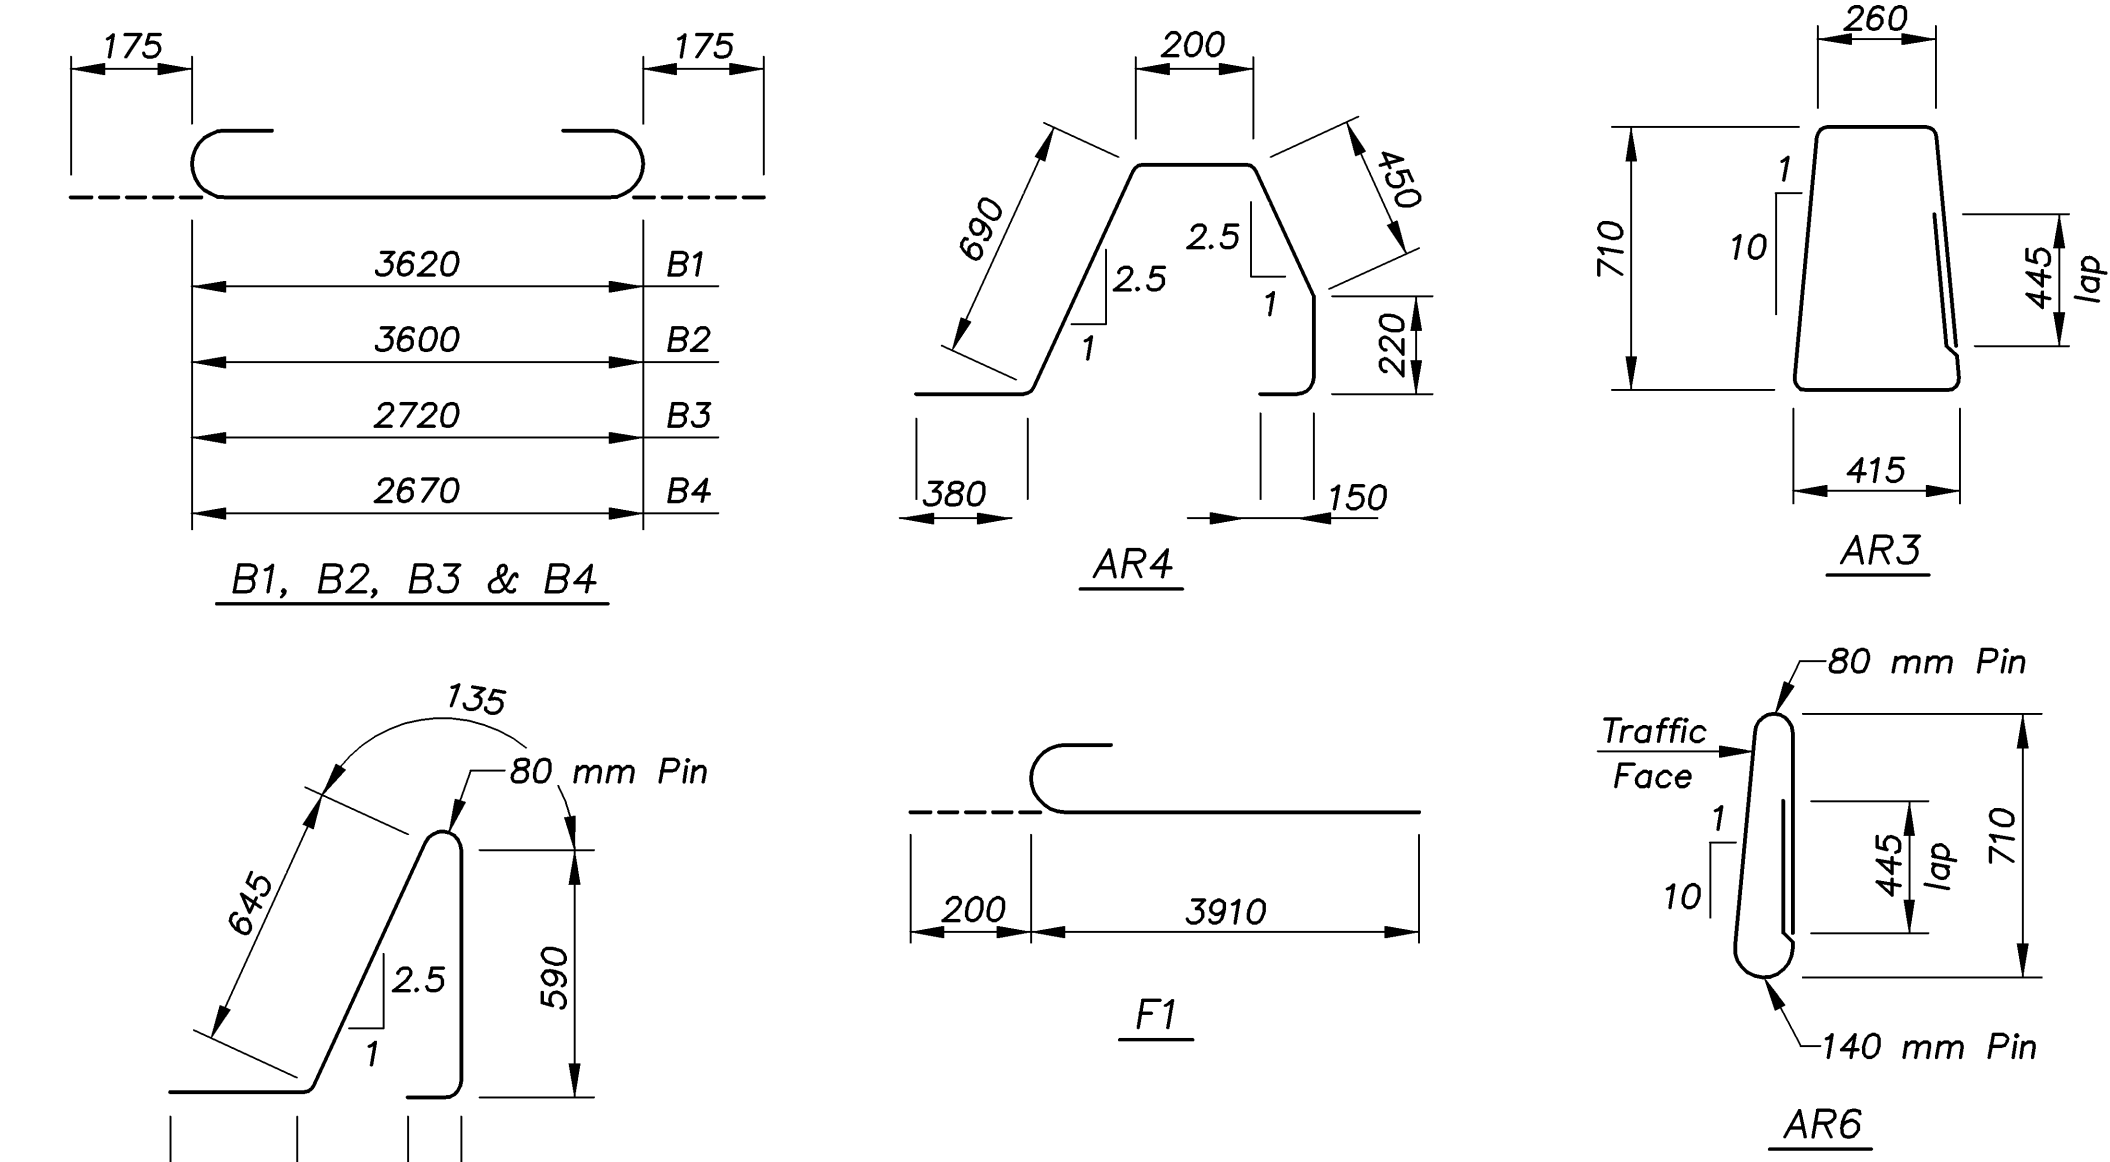 175
175
3620 B1
3600 B2
2720 B3
2670 B4
B1, B2, B3 & B4
200
690
450
2.5
1
2.5
1
220
380
150
AR4
260
710
1
10
445
lap
415
AR3
135
80 mm Pin
645
2.5
1
590
200
3910
F1
80 mm Pin
Traffic
Face
1
10
445
lap
710
140 mm Pin
AR6